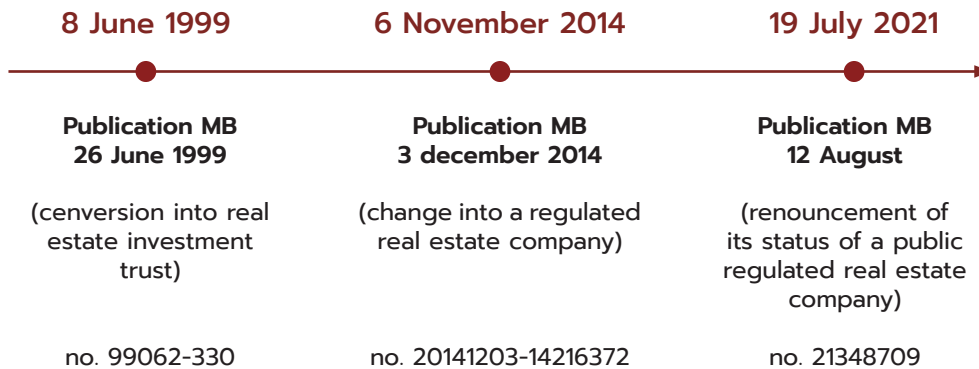 8 June 1999
Publication MB
26 June 1999
(cenversion into real
estate investment
trust)
no. 99062-330
6 November 2014
Publication MB
3 december 2014
(change into a regulated
real estate company)
no. 20141203-14216372
19 July 2021
Publication MB
12 August
(renouncement of
its status of a public
regulated real estate
company)
no. 21348709